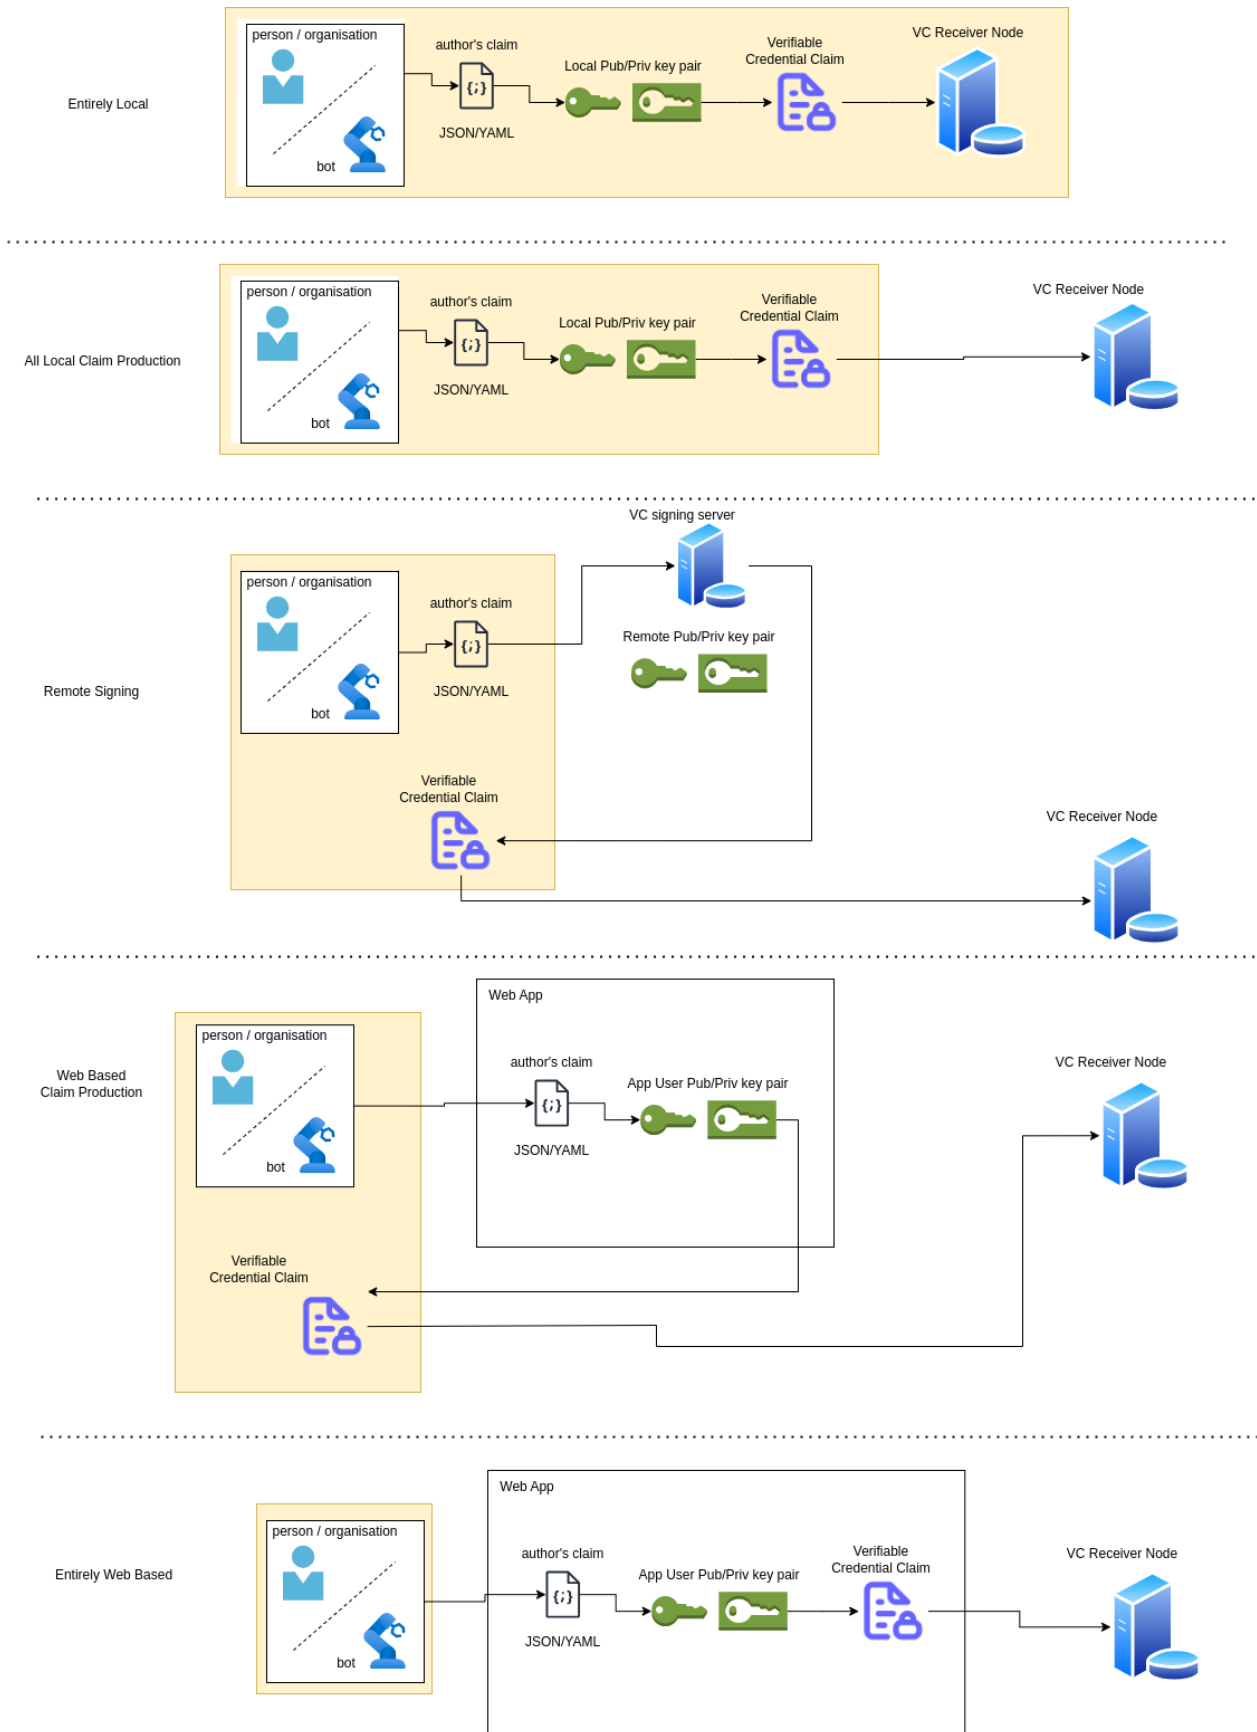 person / organisation
author's claim
Local Pub/Priv key pair
Verifiable
Credential Claim
VC Receiver Node
Entirely Local
{;}
JSON/YAML
bot
person / organisation
author's claim
Local Pub/Priv key pair
Verifiable
Credential Claim
VC Receiver Node
All Local Claim Production
{;}
JSON/YAML
bot
VC signing server
person / organisation
author's claim
{;}
Remote Pub/Priv key pair
Remote Signing
JSON/YAML
bot
Verifiable
Credential Claim
VC Receiver Node
Web App
person / organisation
author's claim
App User Pub/Priv key pair
VC Receiver Node
Web Based
Claim Production
{;}
JSON/YAML
bot
Verifiable
Credential Claim
Web App
person / organisation
author's claim
App User Pub/Priv key pair
Verifiable
Credential Claim
VC Receiver Node
Entirely Web Based
{;}
JSON/YAML
bot